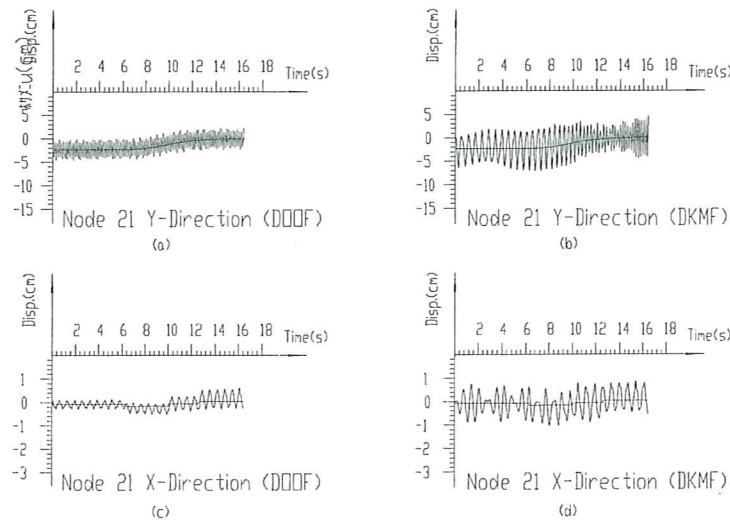 Disp.(cm)
2 4 6 8 10 12 14 16 18
Time(s)
5
0
-5
-10
-15
Node 21 Y-Direction (D□□F)
(a)
Disp.(cm)
2 4 6 8 10 12 14 16 18
Time(s)
5
0
-5
-10
-15
Node 21 Y-Direction (DKMF)
(b)
Disp.(cm)
2 4 6 8 10 12 14 16 18
Time(s)
1
0
-1
-2
-3
Node 21 X-Direction (D□□F)
(c)
Disp.(cm)
2 4 6 8 10 12 14 16 18
Time(s)
1
0
-1
-2
-3
Node 21 X-Direction (DKMF)
(d)